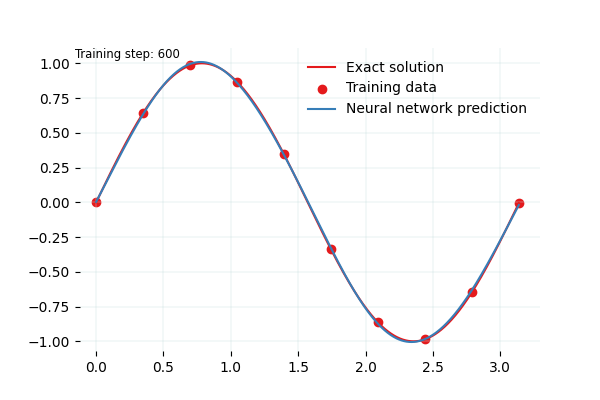 Training step: 600
Exact solution
Training data
Neural network prediction
1.00
0.75
0.50
0.25
0.00
−0.25
−0.50
−0.75
−1.00
0.0 0.5 1.0 1.5 2.0 2.5 3.0